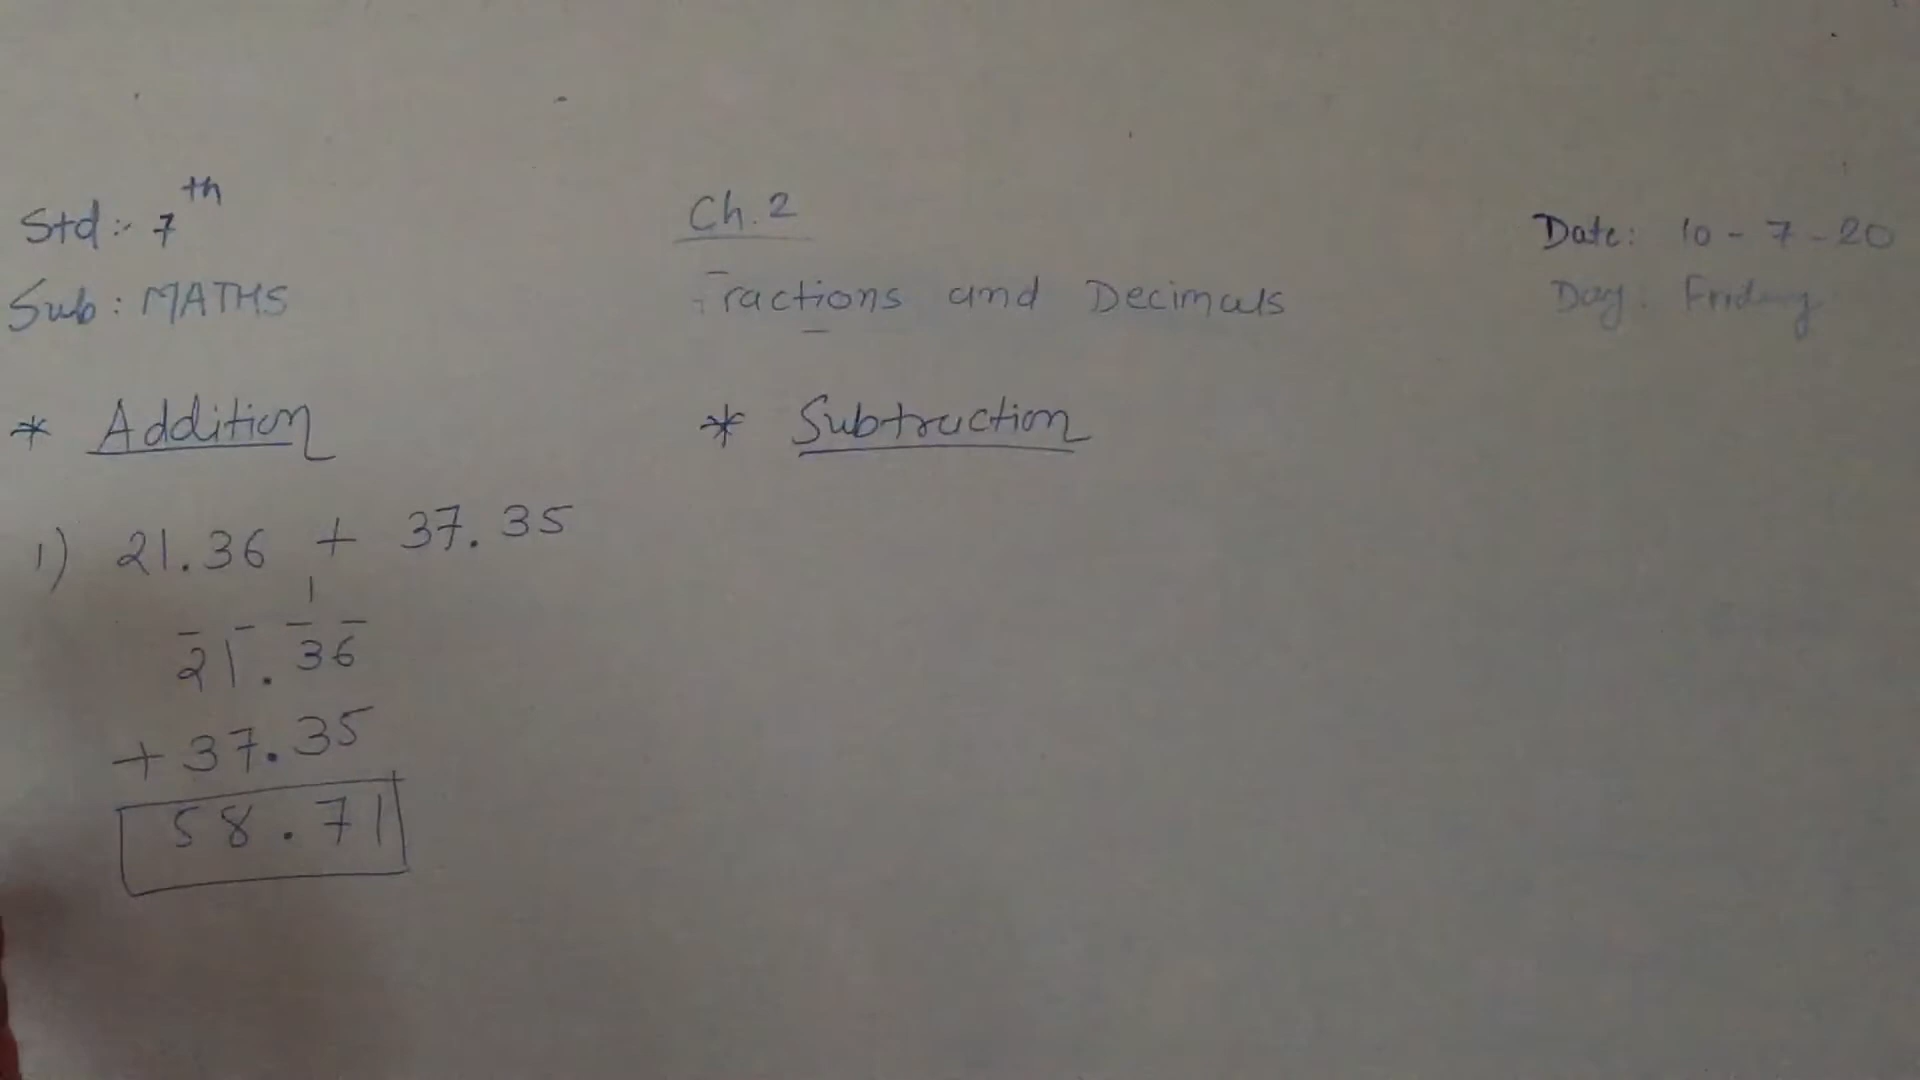 Std:- 7th
Ch. 2
Date: 10-7-20
Sub: MATHS
Fractions and Decimals
Day: Friday
* Addition
* Subtraction
1) 21.36 + 37.35
1
21.36
+ 37.35
58.71